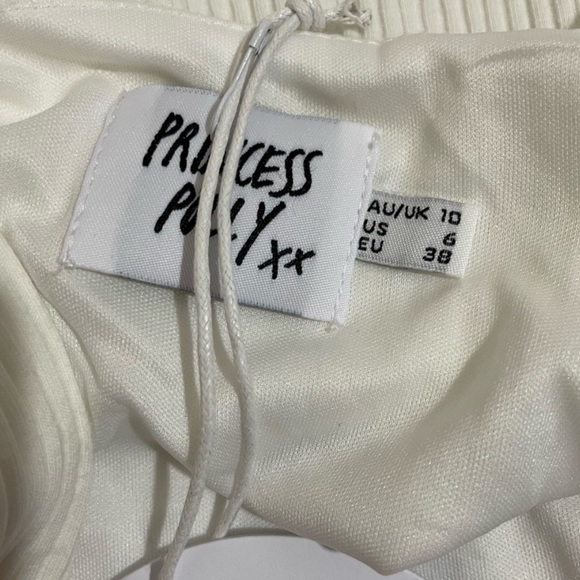 PRINCESS
POLLY xx
AU/UK 10
US 6
EU 38